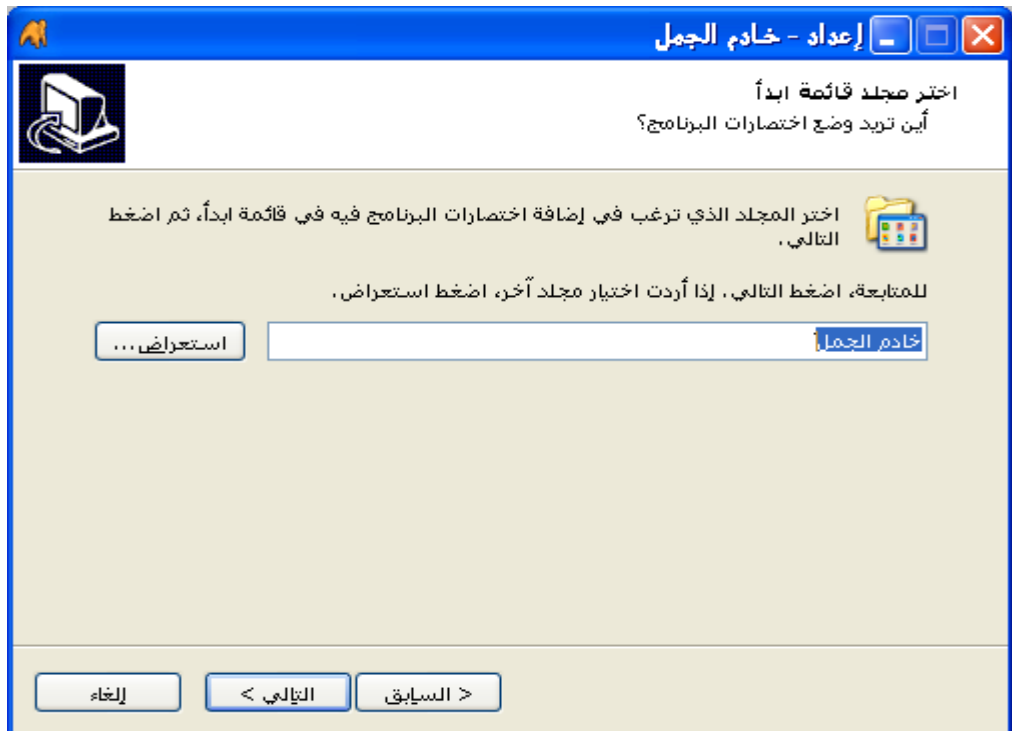 إعداد - خادم الجمل
اختر مجلد قائمة ابدأ
أين تريد وضع اختصارات البرنامج؟
اختر المجلد الذي ترغب في إضافة اختصارات البرنامج فيه في قائمة ابدأ، ثم اضغط
التالي.
للمتابعة، اضغط التالي. إذا أردت اختيار مجلد آخر، اضغط استعراض.
خادم الجمل
استعراض...
< السابق
التالي >
إلغاء